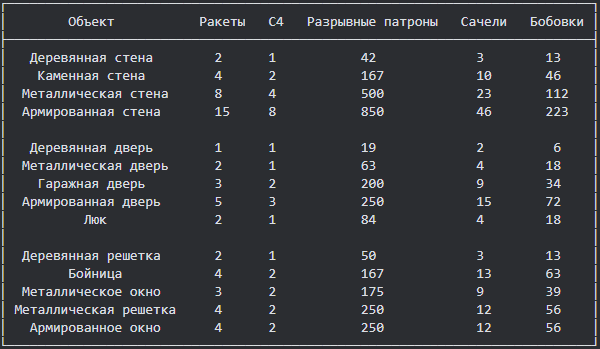 Объект Ракеты C4 Разрывные патроны Сачели Бобовки
Деревянная стена 2 1 42 3 13
Каменная стена 4 2 167 10 46
Металлическая стена 8 4 500 23 112
Армированная стена 15 8 850 46 223
Деревянная дверь 1 1 19 2 6
Металлическая дверь 2 1 63 4 18
Гаражная дверь 3 2 200 9 34
Армированная дверь 5 3 250 15 72
Люк 2 1 84 4 18
Деревянная решетка 2 1 50 3 13
Бойница 4 2 167 13 63
Металлическое окно 3 2 175 9 39
Металлическая решетка 4 2 250 12 56
Армированное окно 4 2 250 12 56